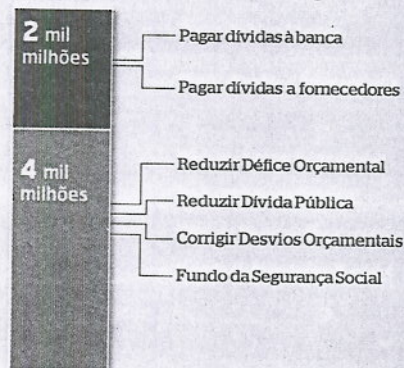 2 mil
milhões
Pagar dívidas à banca
Pagar dívidas a fornecedores
4 mil
milhões
Reduzir Défice Orçamental
Reduzir Dívida Pública
Corrigir Desvios Orçamentais
Fundo da Segurança Social